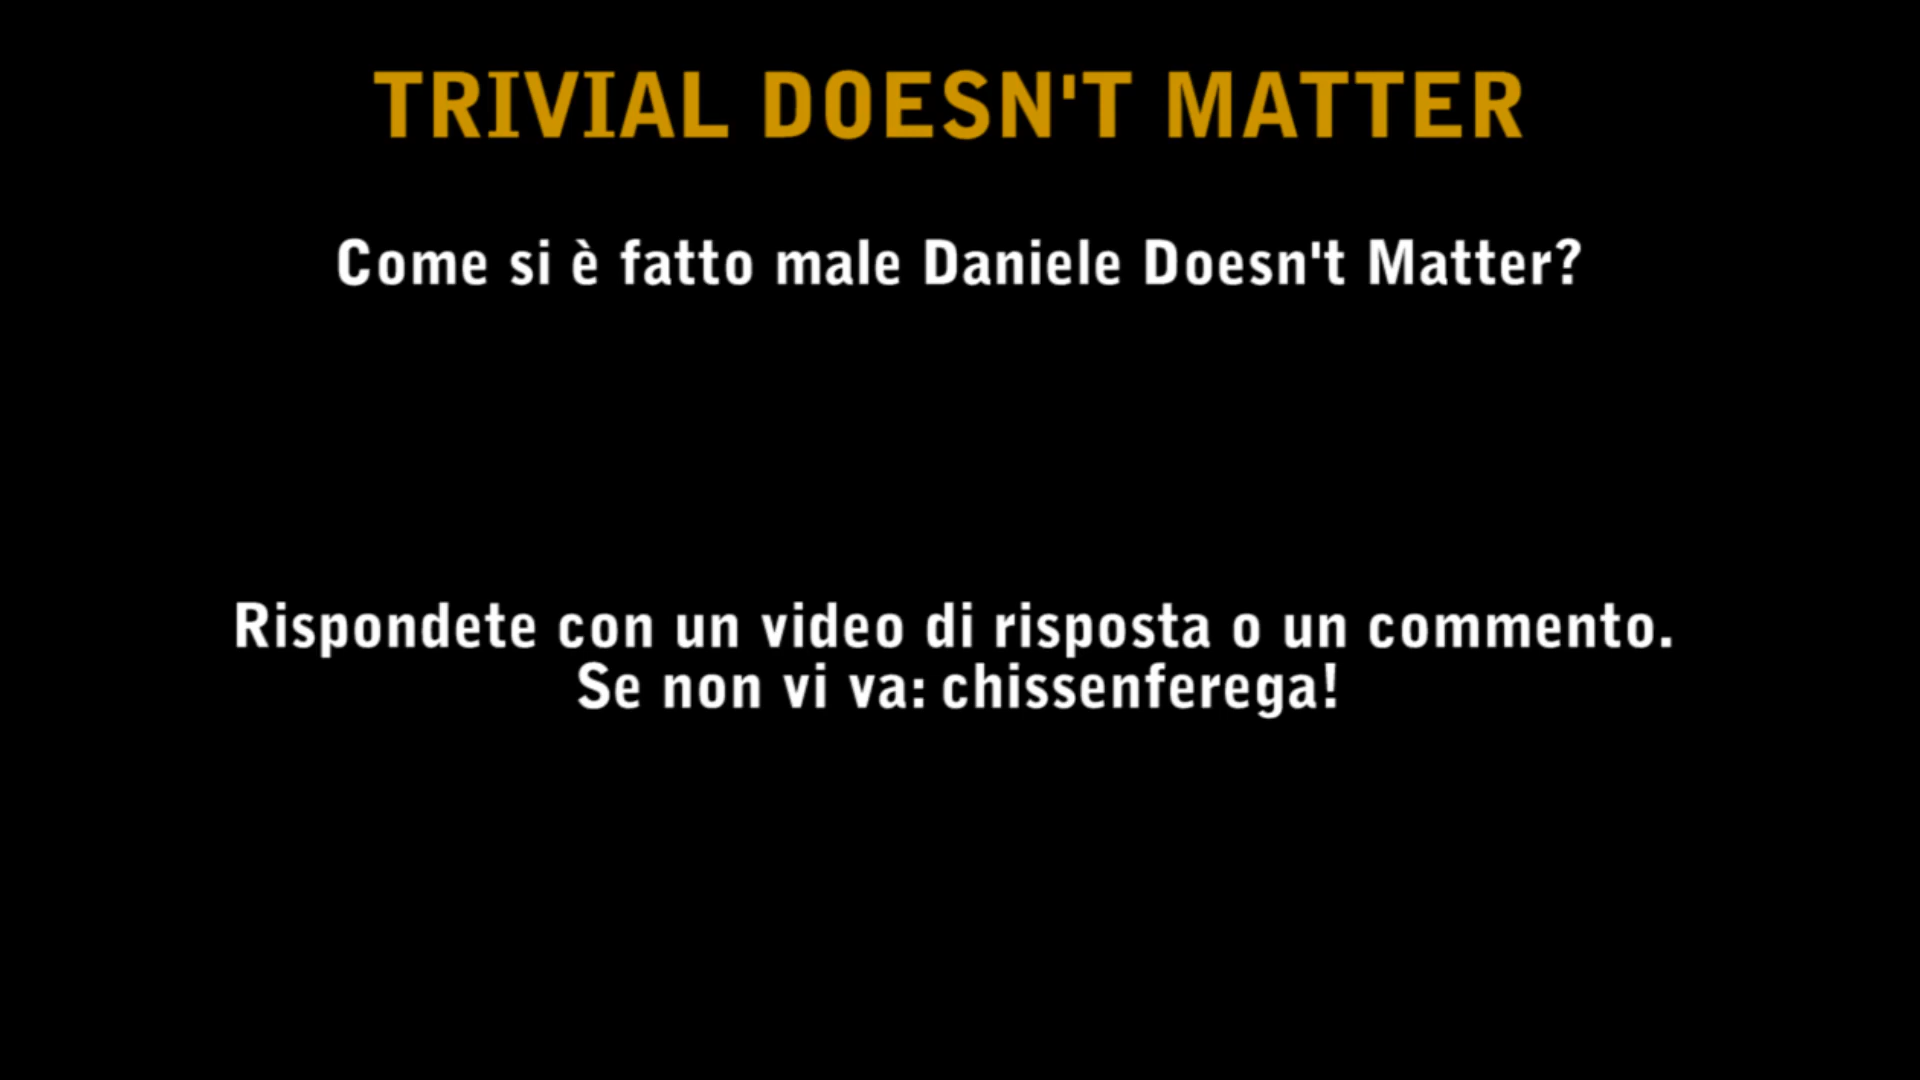 TRIVIAL DOESN'T MATTER
Come si è fatto male Daniele Doesn't Matter?
Rispondete con un video di risposta o un commento.
Se non vi va: chissenferega!